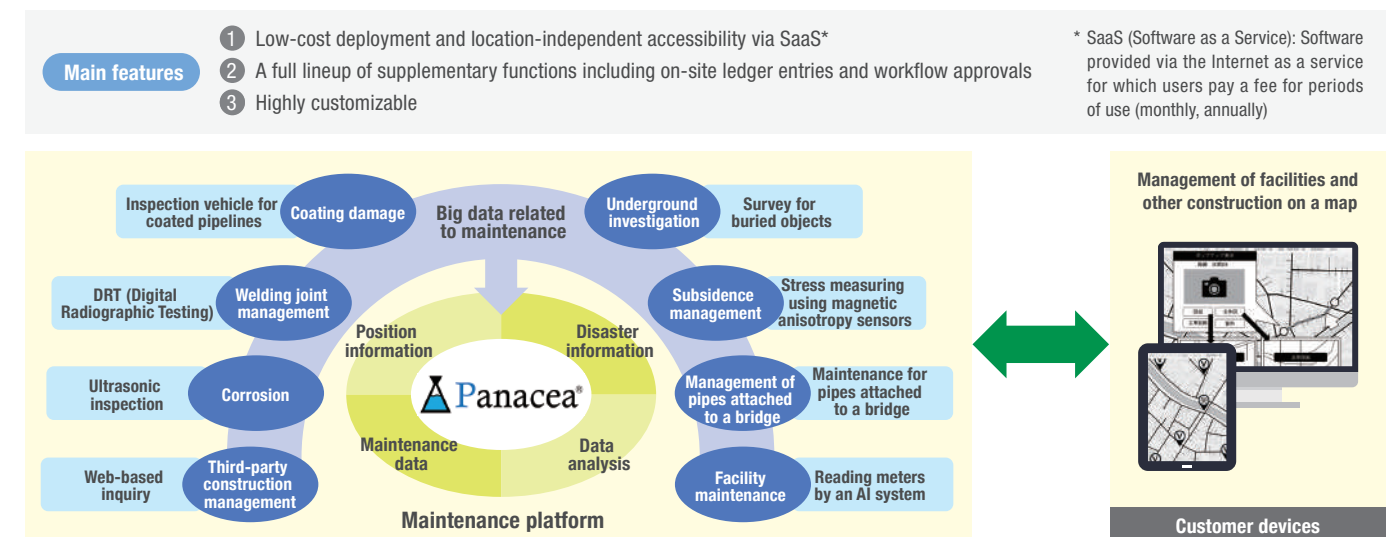 Main features
1 Low-cost deployment and location-independent accessibility via SaaS*
2 A full lineup of supplementary functions including on-site ledger entries and workflow approvals
3 Highly customizable
* SaaS (Software as a Service): Software
provided via the Internet as a service
for which users pay a fee for periods
of use (monthly, annually)
Inspection vehicle for
coated pipelines
Coating damage
Big data related
to maintenance
Underground
investigation
Survey for
buried objects
DRT (Digital
Radiographic Testing)
Welding joint
management
Subsidence
management
Stress measuring
using magnetic
anisotropy sensors
Position
information
Disaster
information
Ultrasonic
inspection
Corrosion
Panacea®
Management of
pipes attached
to a bridge
Maintenance for
pipes attached
to a bridge
Maintenance
data
Data
analysis
Web-based
inquiry
Third-party
construction
management
Facility
maintenance
Reading meters
by an AI system
Maintenance platform
Management of facilities and
other construction on a map
Customer devices